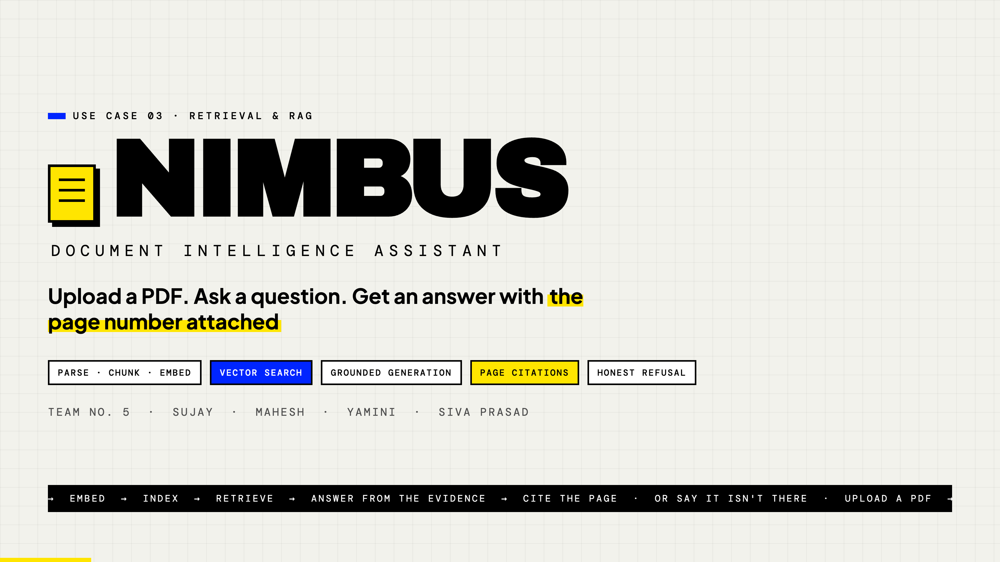 USE CASE 03 · RETRIEVAL & RAG
NIMBUS
DOCUMENT INTELLIGENCE ASSISTANT
Upload a PDF. Ask a question. Get an answer with the
page number attached
PARSE · CHUNK · EMBED VECTOR SEARCH GROUNDED GENERATION PAGE CITATIONS HONEST REFUSAL
TEAM NO. 5 · SUJAY · MAHESH · YAMINI · SIVA PRASAD
→ EMBED → INDEX → RETRIEVE → ANSWER FROM THE EVIDENCE → CITE THE PAGE · OR SAY IT ISN'T THERE · UPLOAD A PDF →